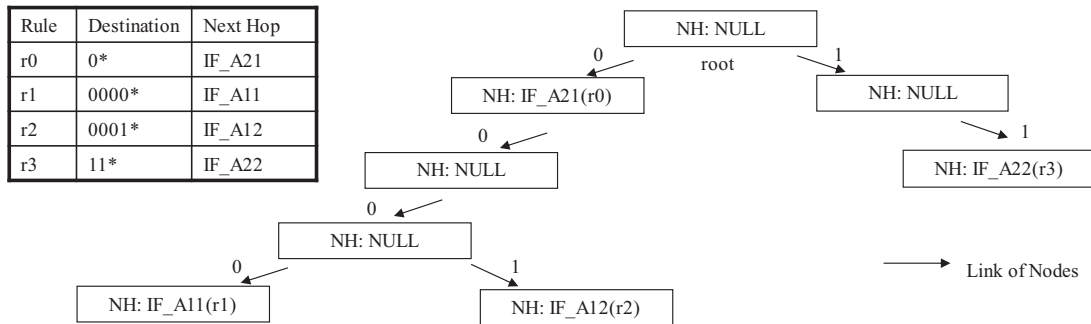 Rule Destination Next Hop
r0 0* IF_A21
r1 0000* IF_A11
r2 0001* IF_A12
r3 11* IF_A22
NH: NULL
0 1
root
NH: IF_A21(r0)
NH: NULL
0 1
NH: NULL
NH: IF_A22(r3)
0
NH: NULL
0 1
Link of Nodes
NH: IF_A11(r1)
NH: IF_A12(r2)